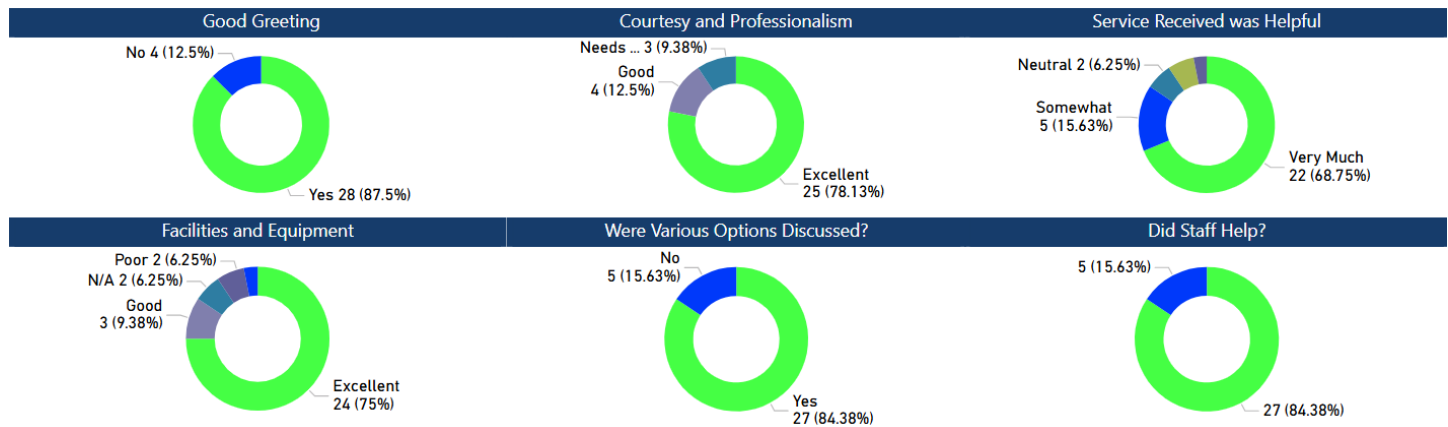 Good Greeting
No 4 (12.5%)
Yes 28 (87.5%)
Courtesy and Professionalism
Needs ... 3 (9.38%)
Good
4 (12.5%)
Excellent
25 (78.13%)
Service Received was Helpful
Neutral 2 (6.25%)
Somewhat
5 (15.63%)
Very Much
22 (68.75%)
Facilities and Equipment
Poor 2 (6.25%)
N/A 2 (6.25%)
Good
3 (9.38%)
Excellent
24 (75%)
Were Various Options Discussed?
No
5 (15.63%)
Yes
27 (84.38%)
Did Staff Help?
5 (15.63%)
27 (84.38%)